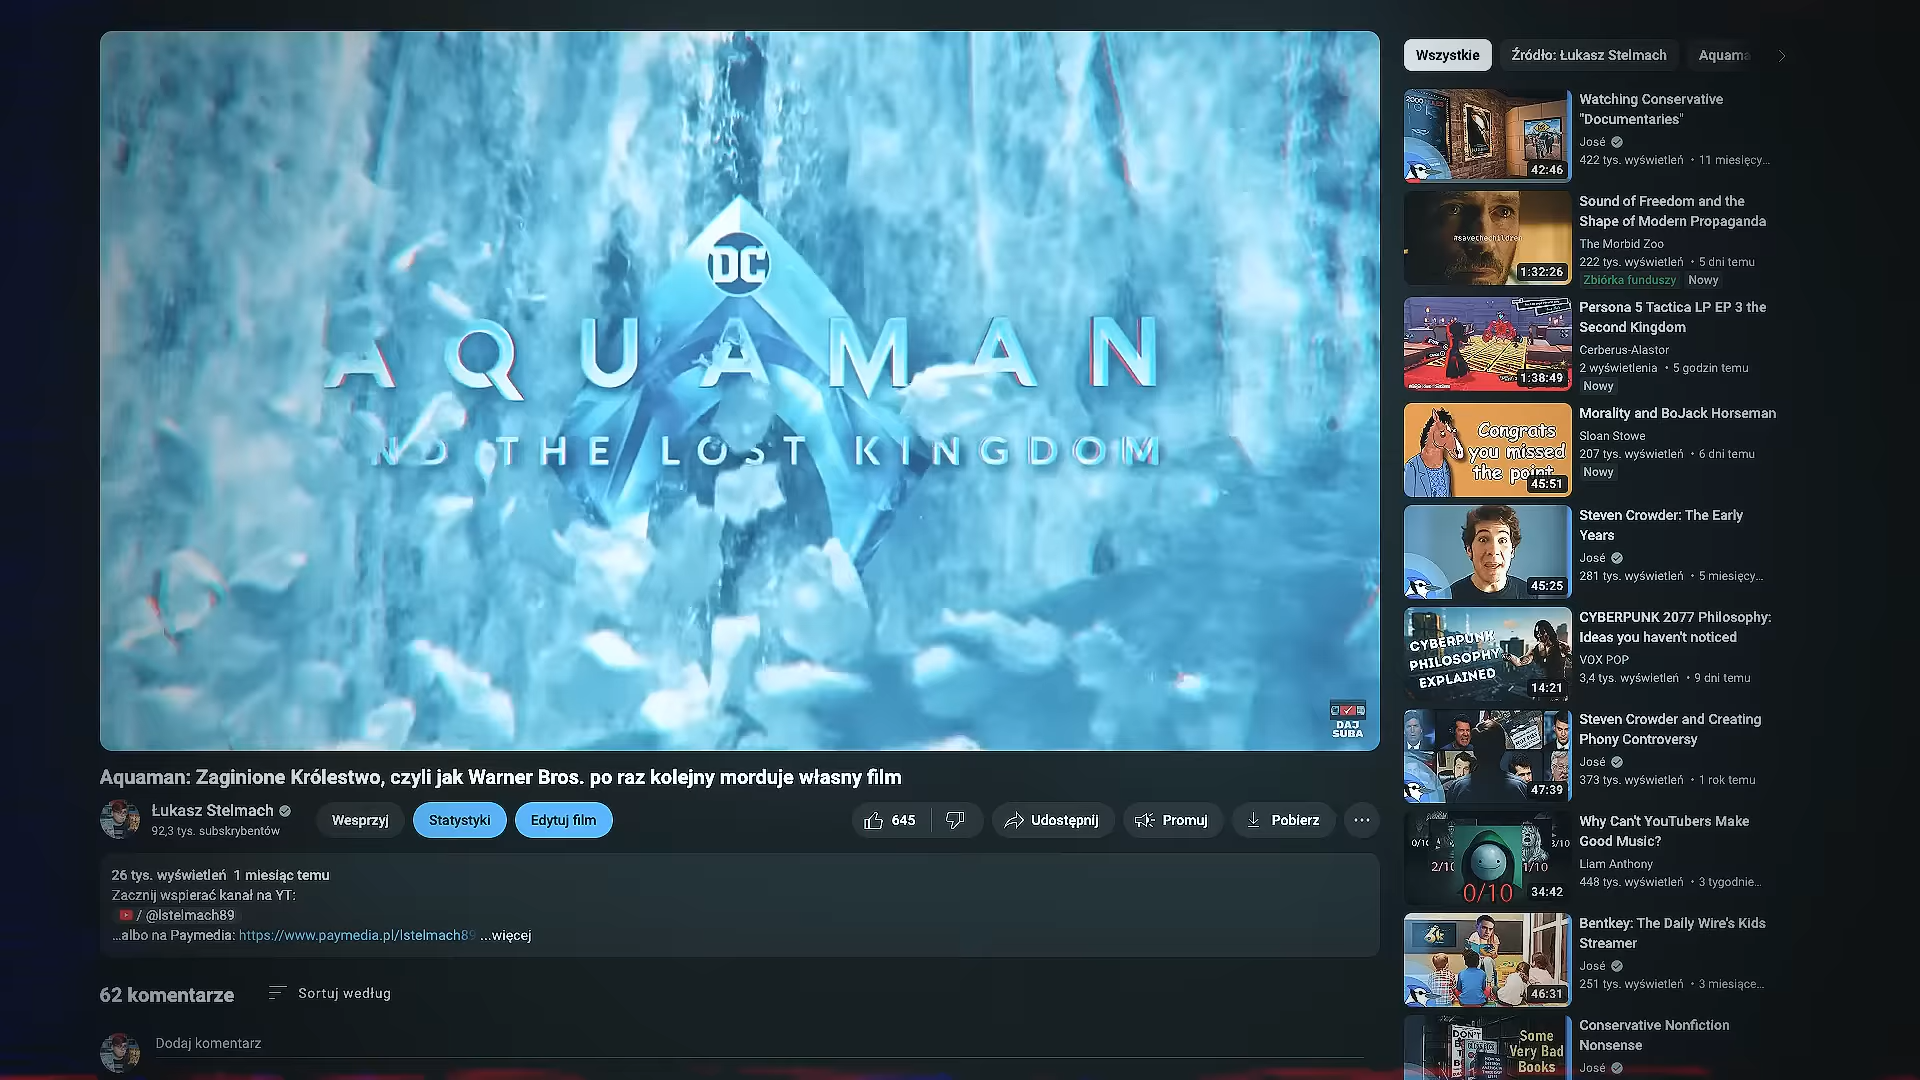 DC
AQUAMAN
ND THE LOST KINGDOM
DAJ
SUBA
Aquaman: Zaginione Królestwo, czyli jak Warner Bros. po raz kolejny morduje własny film
Łukasz Stelmach
92,3 tys. subskrybentów
Wesprzyj
Statystyki
Edytuj film
645
Udostępnij
Promuj
Pobierz
26 tys. wyświetleń 1 miesiąc temu
Zacznij wspierać kanał na YT:
/ @lstelmach89
...albo na Paymedia: https://www.paymedia.pl/lstelmach89 ...więcej
62 komentarze
Sortuj według
Dodaj komentarz
Wszystkie
Źródło: Łukasz Stelmach
Aquama
42:46
Watching Conservative
"Documentaries"
José
422 tys. wyświetleń • 11 miesięcy...
#savethechildren
1:32:26
Sound of Freedom and the
Shape of Modern Propaganda
The Morbid Zoo
222 tys. wyświetleń • 5 dni temu
Zbiórka funduszy Nowy
1:38:49
Persona 5 Tactica LP EP 3 the
Second Kingdom
Cerberus-Alastor
2 wyświetlenia • 5 godzin temu
Nowy
Congrats
you missed
the point
45:51
Morality and BoJack Horseman
Sloan Stowe
207 tys. wyświetleń • 6 dni temu
Nowy
45:25
Steven Crowder: The Early
Years
José
281 tys. wyświetleń • 5 miesięcy...
CYBERPUNK
PHILOSOPHY
EXPLAINED
14:21
CYBERPUNK 2077 Philosophy:
Ideas you haven't noticed
VOX POP
3,4 tys. wyświetleń • 9 dni temu
47:39
Steven Crowder and Creating
Phony Controversy
José
373 tys. wyświetleń • 1 rok temu
0/10
3/10
2/10
1/10
0/10
34:42
Why Can't YouTubers Make
Good Music?
Liam Anthony
448 tys. wyświetleń • 3 tygodnie...
46:31
Bentkey: The Daily Wire's Kids
Streamer
José
251 tys. wyświetleń • 3 miesiące...
Some
Very Bad
Books
Conservative Nonfiction
Nonsense
José